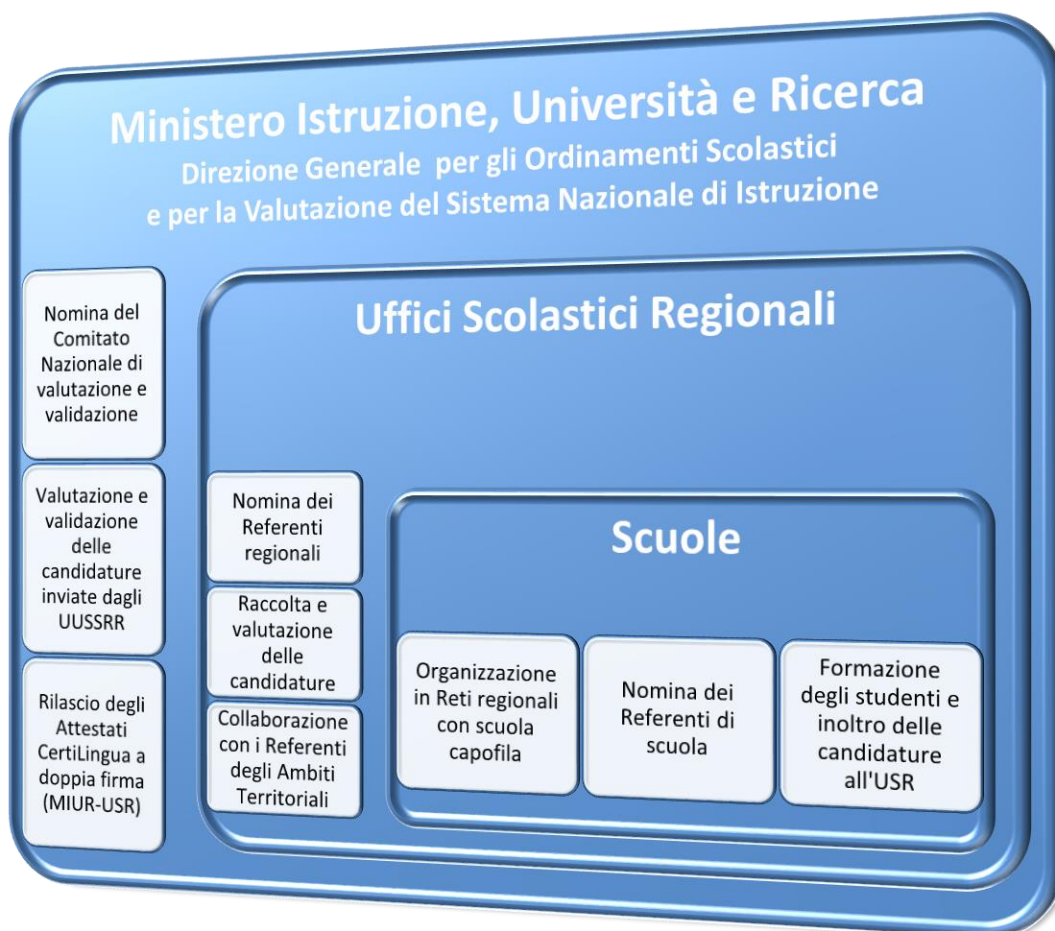 Ministero Istruzione, Università e Ricerca
Direzione Generale per gli Ordinamenti Scolastici
e per la Valutazione del Sistema Nazionale di Istruzione
Nomina del
Comitato
Nazionale di
valutazione e
validazione
Valutazione e
validazione
delle
candidature
inviate dagli
UUSSRR
Rilascio degli
Attestati
CertiLingua a
doppia firma
(MIUR-USR)
Uffici Scolastici Regionali
Nomina dei
Referenti
regionali
Raccolta e
valutazione
delle
candidature
Collaborazione
con i Referenti
degli Ambiti
Territoriali
Scuole
Organizzazione
in Reti regionali
con scuola
capofila
Nomina dei
Referenti di
scuola
Formazione
degli studenti e
inoltro delle
candidature
all'USR